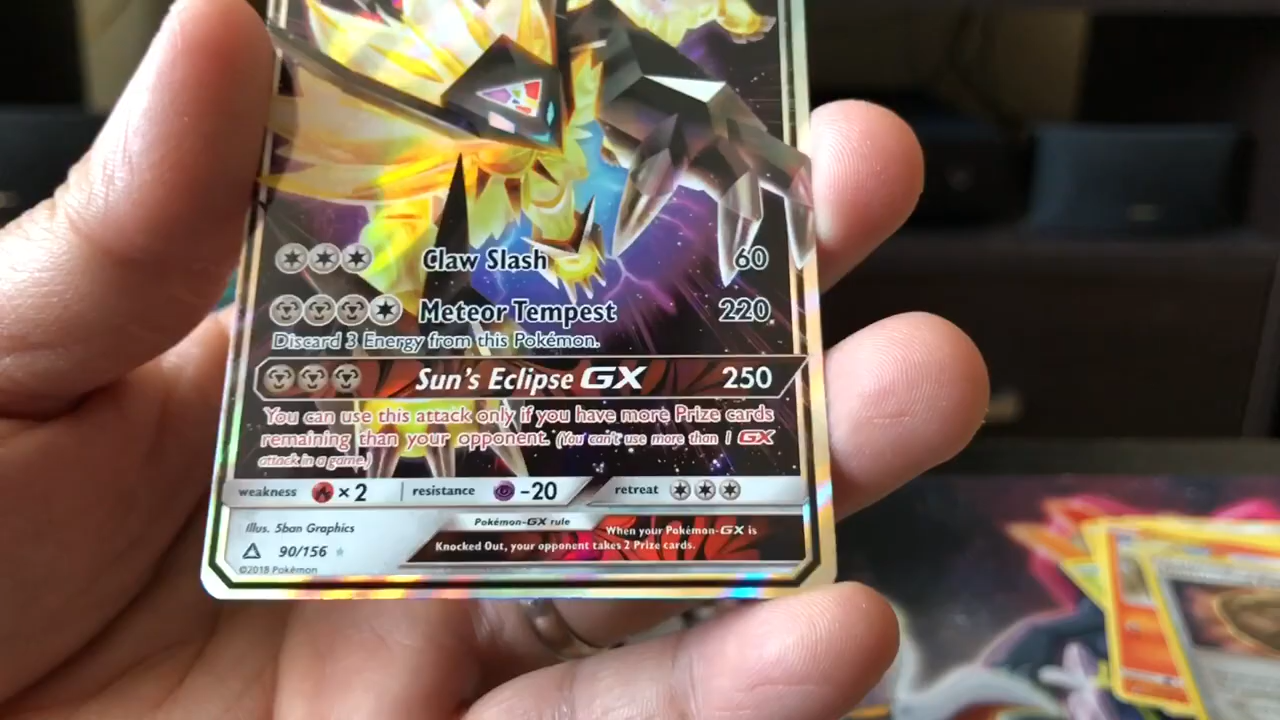 Claw Slash 60
Meteor Tempest 220
Discard 3 Energy from this Pokémon.
Sun's Eclipse GX 250
You can use this attack only if you have more Prize cards
remaining than your opponent. (You can't use more than 1 GX
attack in a game.)
weakness ×2 resistance -20 retreat
Illus. 5ban Graphics
Pokémon-GX rule
When your Pokémon-GX is
Knocked Out, your opponent takes 2 Prize cards.
90/156
©2018 Pokémon